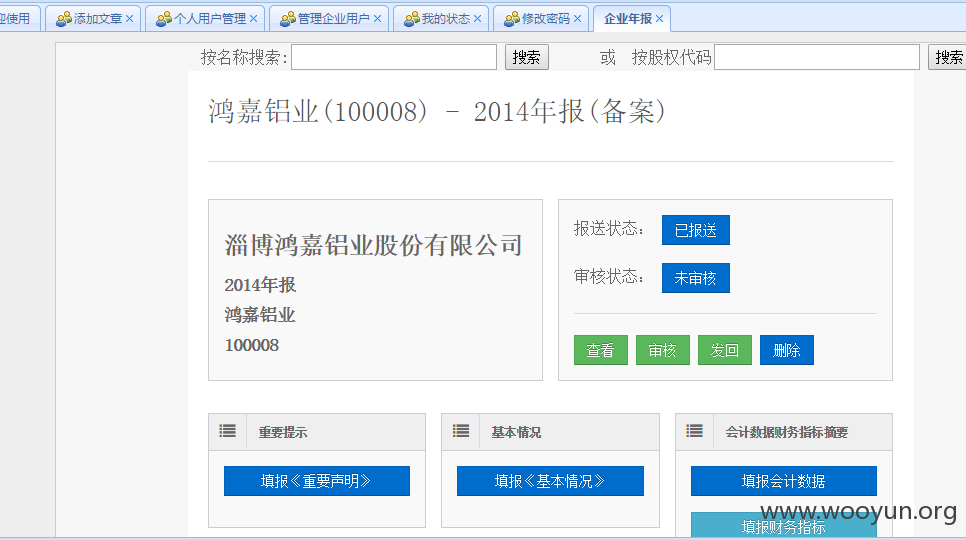 迎使用 添加文章 × 个人用户管理 × 管理企业用户 × 我的状态 × 修改密码 × 企业年报 ×
按名称搜索: 搜索 或 按股权代码 搜索
鸿嘉铝业(100008) - 2014年报(备案)
淄博鸿嘉铝业股份有限公司
2014年报
鸿嘉铝业
100008
报送状态: 已报送
审核状态: 未审核
查看 审核 发回 删除
重要提示
填报《重要声明》
基本情况
填报《基本情况》
会计数据财务指标摘要
填报会计数据
填报财务指标
www.wooyun.org